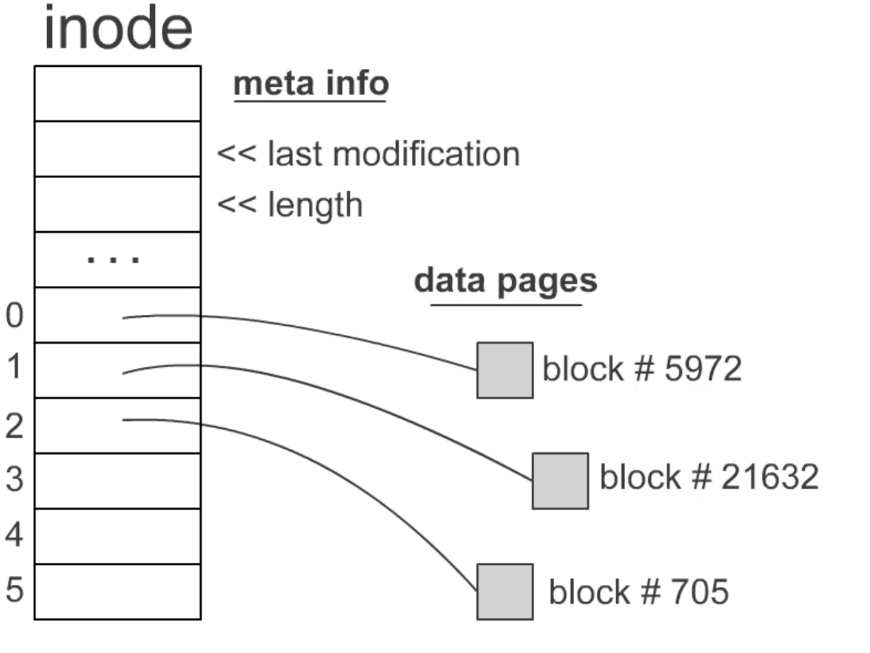 inode
meta info
<< last modification
<< length
. . .
data pages
0
1
2
3
4
5
block # 5972
block # 21632
block # 705